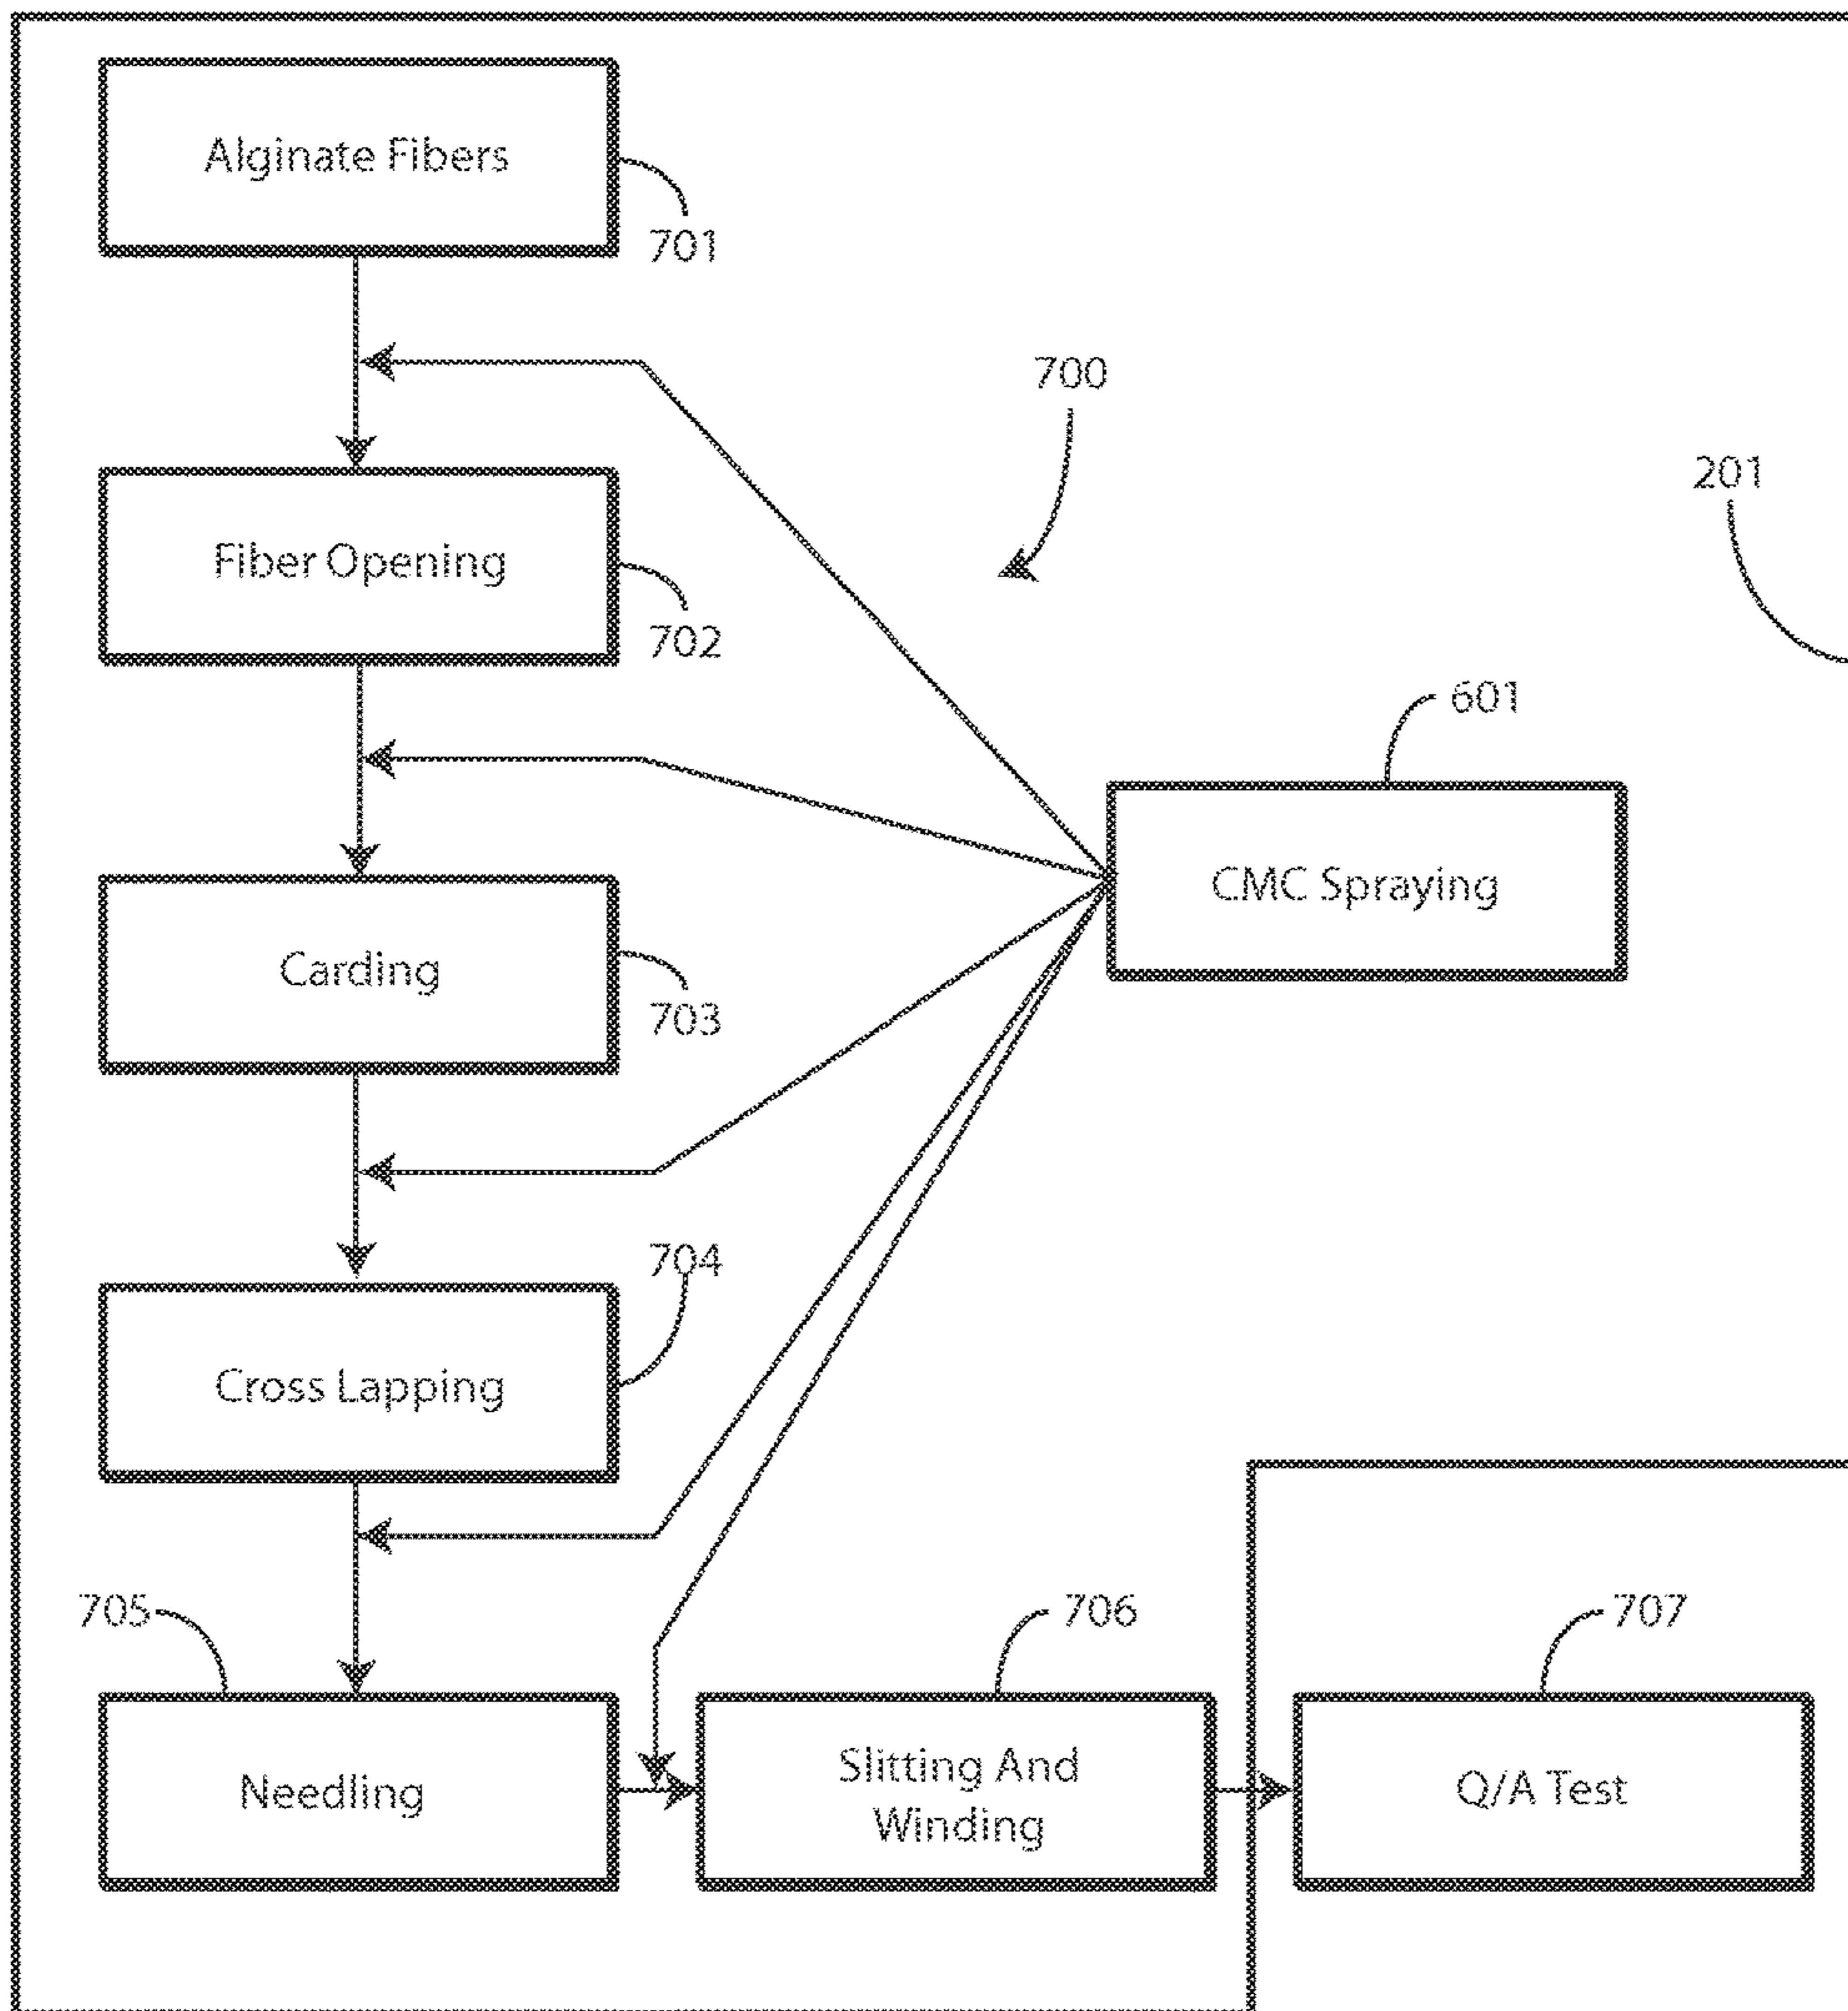 Alginate Fibers
701
700
201
Fiber Opening
702
601
CMC Spraying
Carding
703
704
Cross Lapping
705
706
707
Needling
Slitting And
Winding
Q/A Test